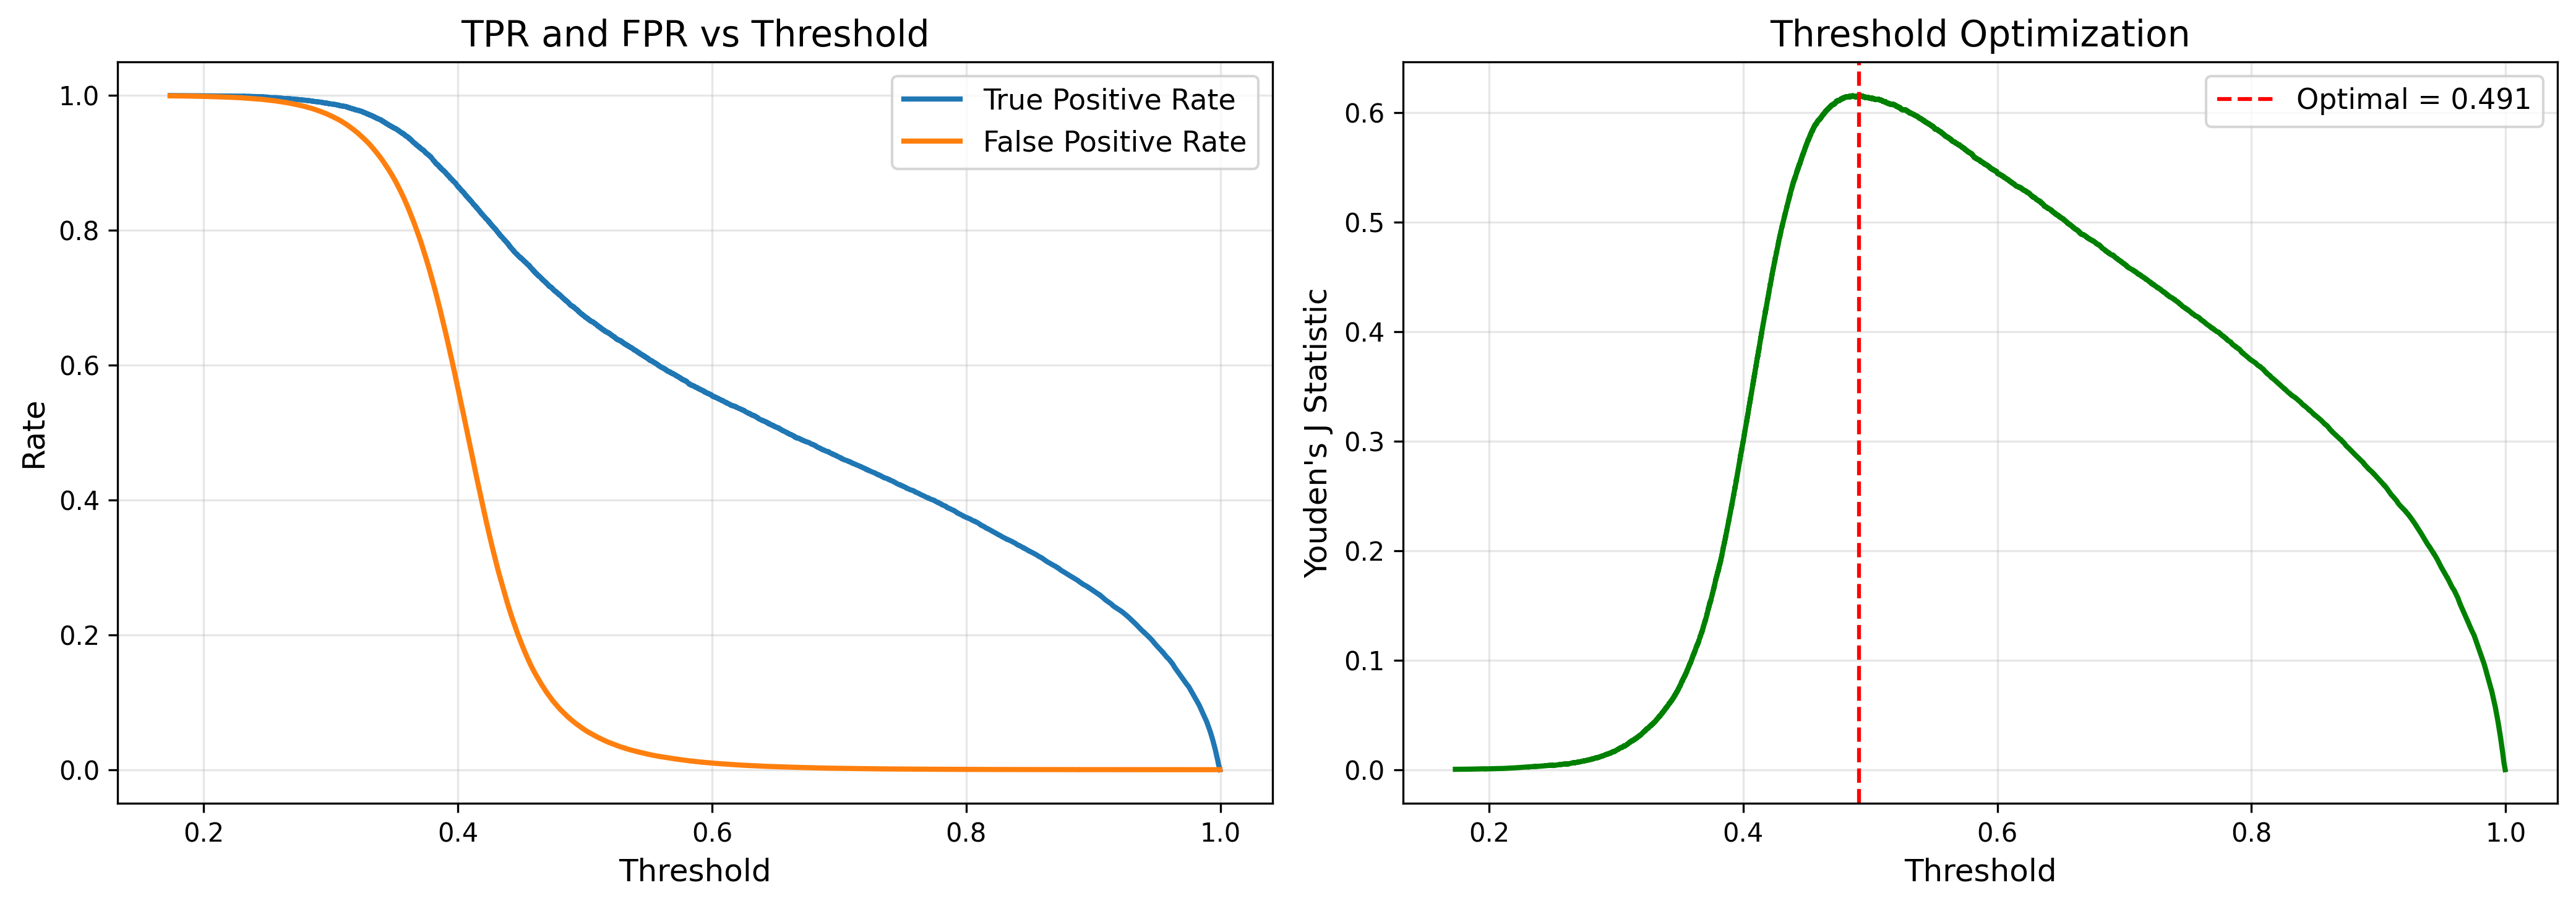 TPR and FPR vs Threshold
True Positive Rate
False Positive Rate
1.0
0.8
0.6
0.4
0.2
0.0
Rate
0.2 0.4 0.6 0.8 1.0
Threshold
Threshold Optimization
Optimal = 0.491
0.6
0.5
0.4
0.3
0.2
0.1
0.0
Youden's J Statistic
0.2 0.4 0.6 0.8 1.0
Threshold